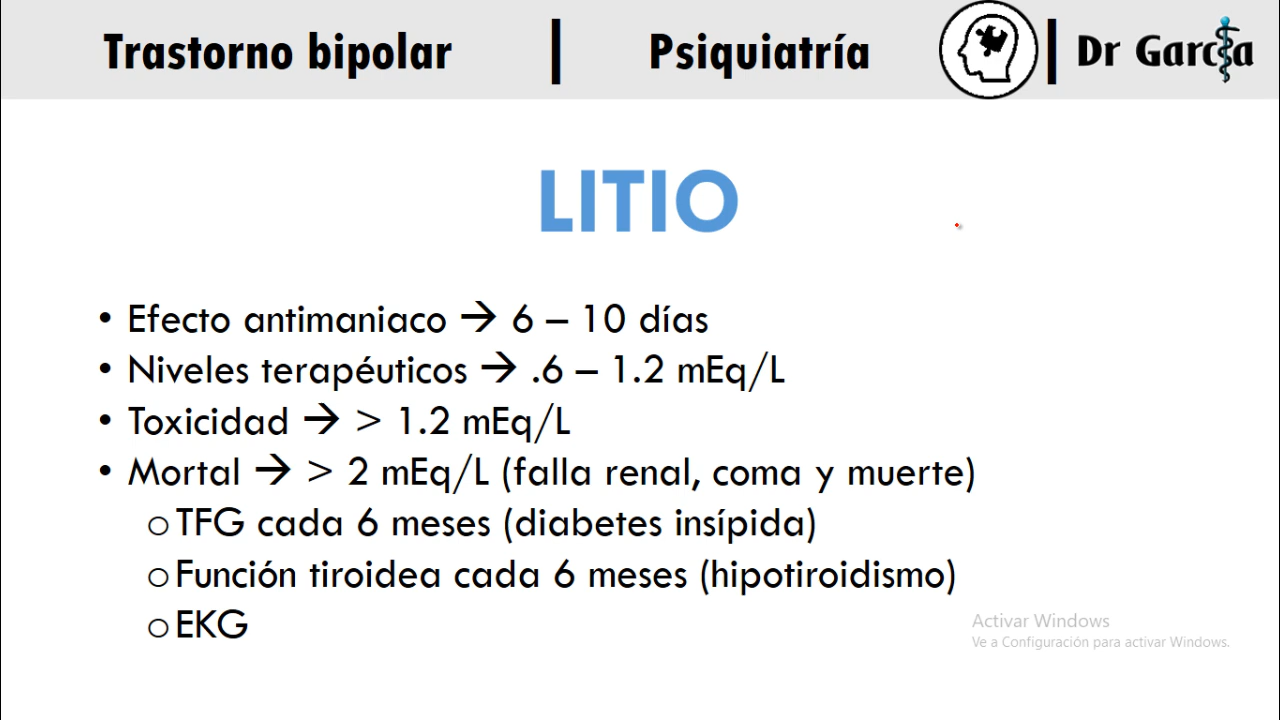 Trastorno bipolar | Psiquiatría | Dr García
LITIO
• Efecto antimaniaco → 6 – 10 días
• Niveles terapéuticos → .6 – 1.2 mEq/L
• Toxicidad → > 1.2 mEq/L
• Mortal → > 2 mEq/L (falla renal, coma y muerte)
o TFG cada 6 meses (diabetes insípida)
o Función tiroidea cada 6 meses (hipotiroidismo)
o EKG
Activar Windows
Ve a Configuración para activar Windows.